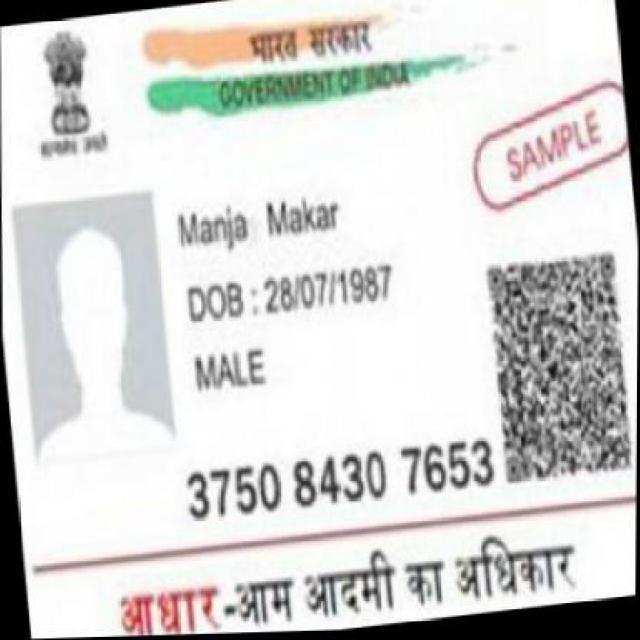 भारत सरकार
GOVERNMENT OF INDIA
सत्यमेव जयते
SAMPLE
Manja Makar
DOB : 28/07/1987
MALE
3750 8430 7653
आधार-आम आदमी का अधिकार